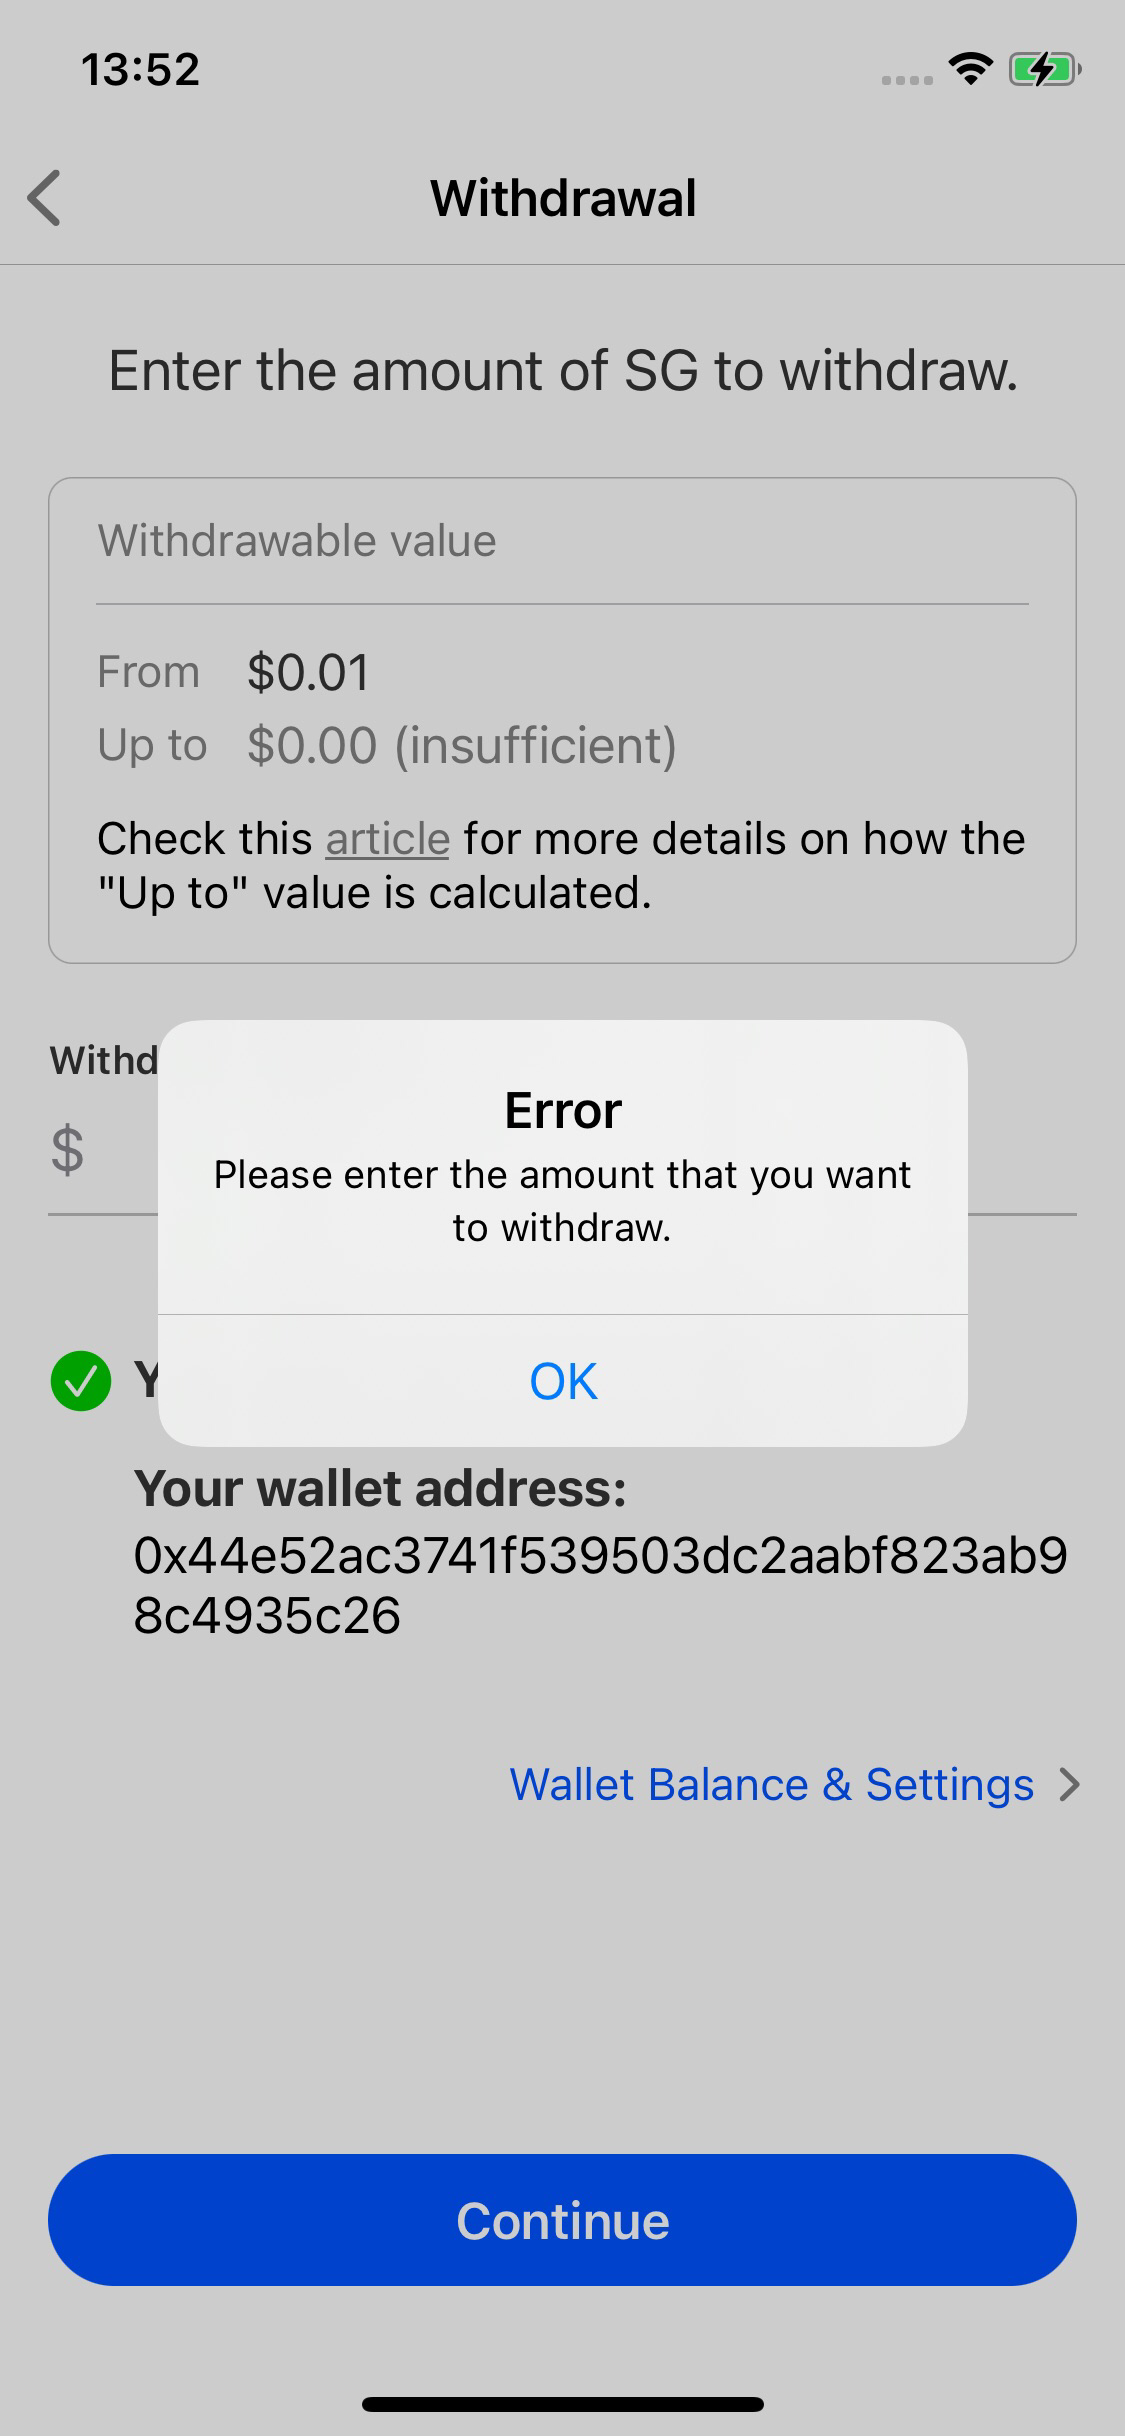 13:52
Withdrawal
Enter the amount of SG to withdraw.
Withdrawable value
From $0.01
Up to $0.00 (insufficient)
Check this article for more details on how the
"Up to" value is calculated.
Withd
$
Error
Please enter the amount that you want
to withdraw.
OK
Y
Your wallet address:
0x44e52ac3741f539503dc2aabf823ab9
8c4935c26
Wallet Balance & Settings
Continue